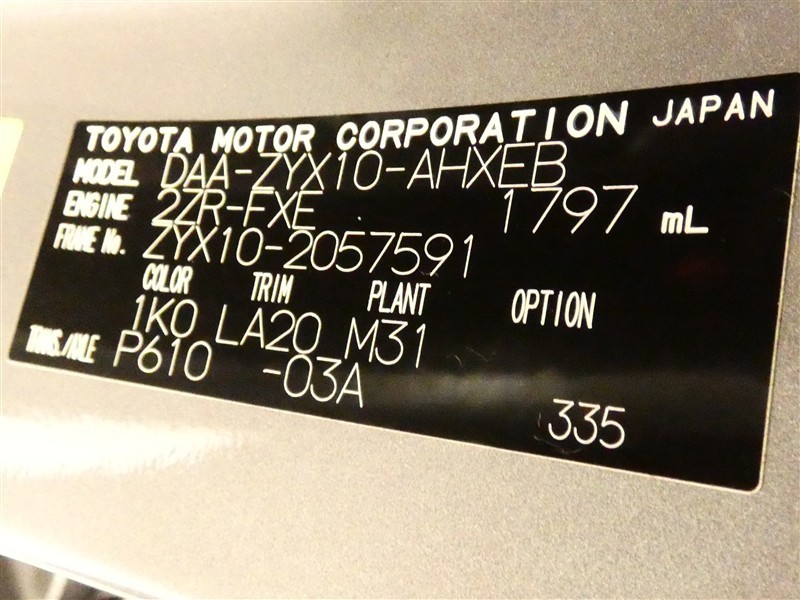 TOYOTA MOTOR CORPORATION JAPAN
MODEL DAA-ZYX10-AHXEB
ENGINE 2ZR-FXE 1797 mL
FRAME No. ZYX10-2057591
COLOR TRIM PLANT OPTION
1K0 LA20 M31
TRANS./AXLE P610 -03A
335